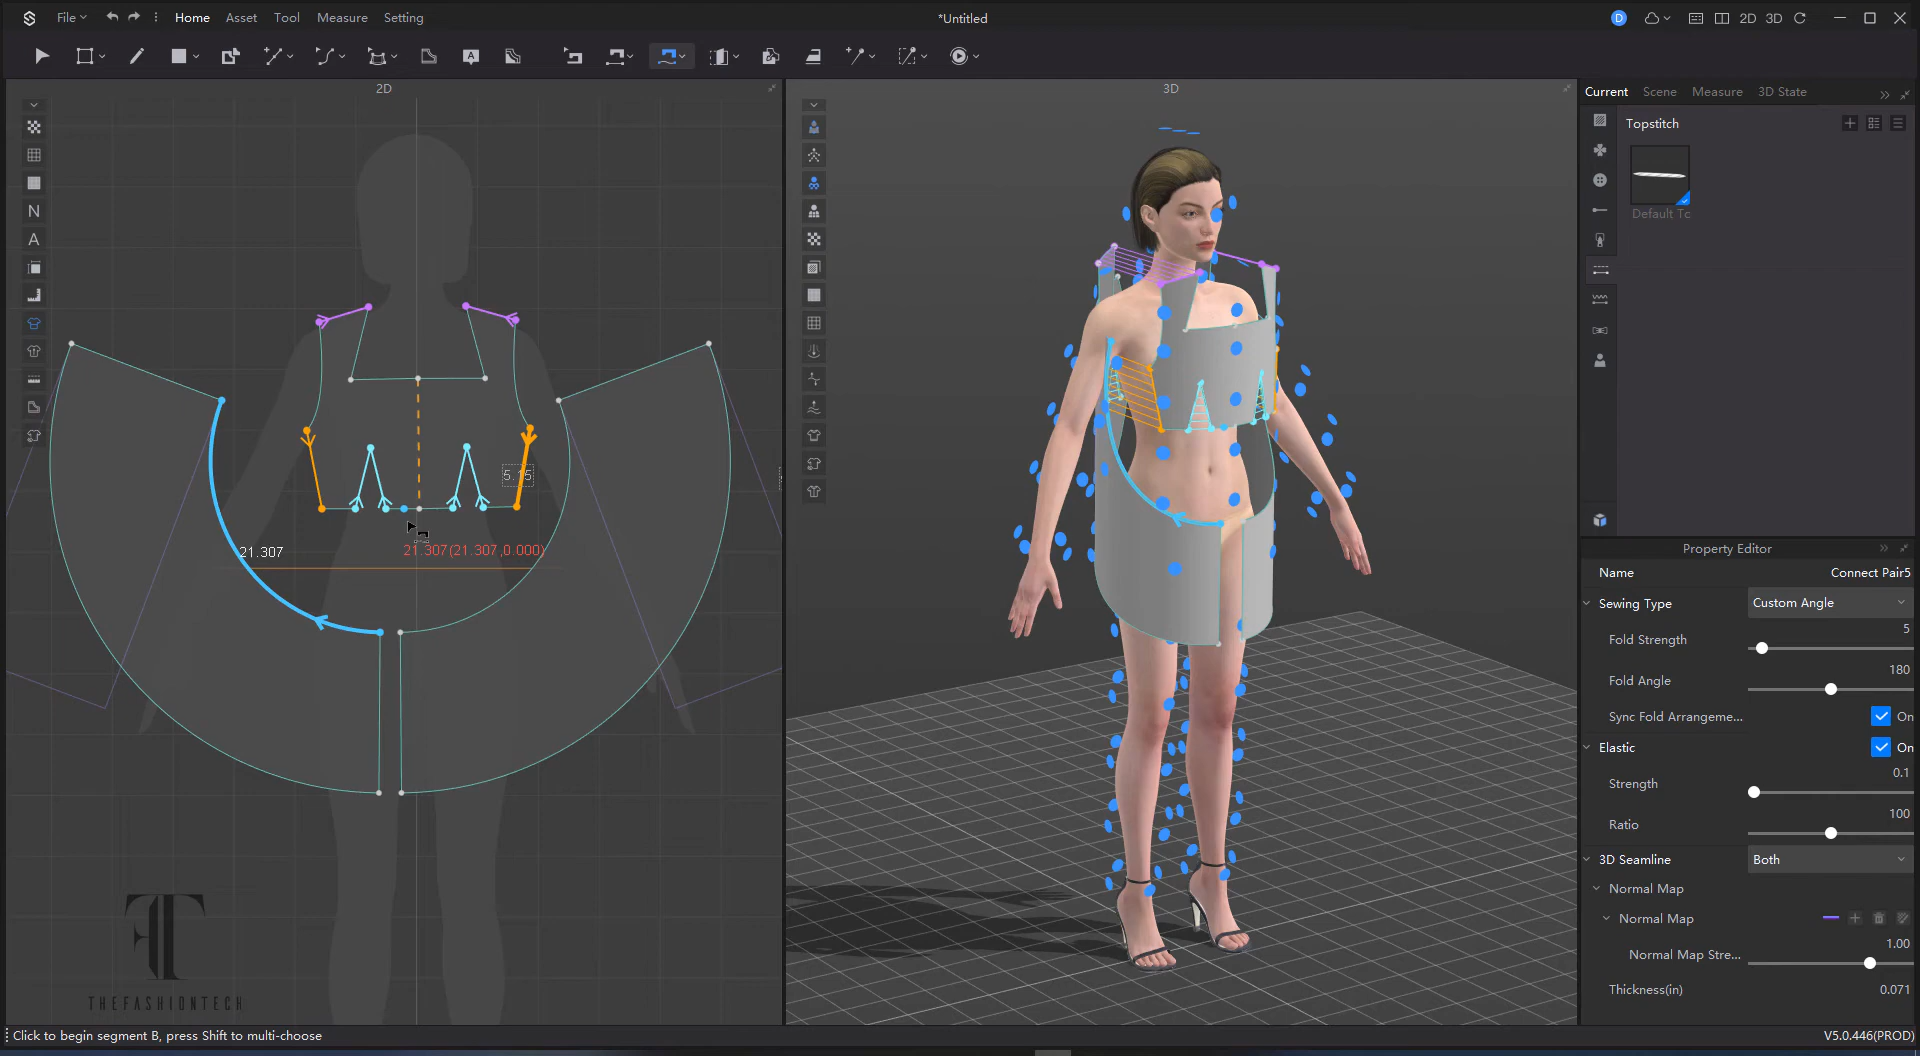 File Home Asset Tool Measure Setting *Untitled D 2D 3D
2D
3D
Current Scene Measure 3D State
Topstitch
Default Tc
N
A
5.15
21.307
21.307(21.307,0.000)
THEFASHIONTECH
Property Editor
Name Connect Pair5
Sewing Type Custom Angle
5
Fold Strength
180
Fold Angle
Sync Fold Arrangeme... On
Elastic On
0.1
Strength
100
Ratio
3D Seamline Both
Normal Map
Normal Map
1.00
Normal Map Stre...
Thickness(in) 0.071
Click to begin segment B, press Shift to multi-choose
V5.0.446(PROD)